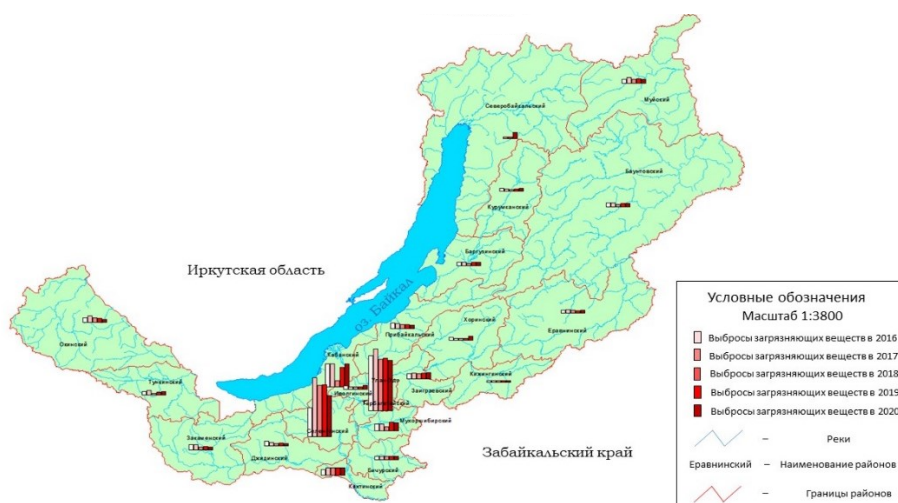 Северобайкальский
Муйский
Баунтовский
Курумканский
Баргузинский
Иркутская область
оз. Байкал
Прибайкальский
Хоринский
Еравнинский
Окинский
Тункинский
Кабанский
Иволгинский
Заиграевский
Кижингинский
Мухоршибирский
Закаменский
Джидинский
Бичурский
Кяхтинский
Забайкальский край
Условные обозначения
Масштаб 1:3800
Выбросы загрязняющих веществ в 2016
Выбросы загрязняющих веществ в 2017
Выбросы загрязняющих веществ в 2018
Выбросы загрязняющих веществ в 2019
Выбросы загрязняющих веществ в 2020
– Реки
Еравнинский – Наименование районов
– Границы районов